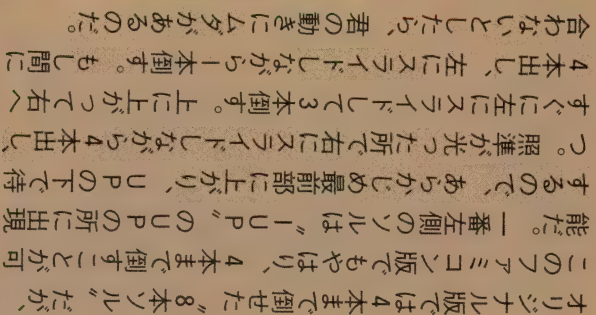 オリジナル版では4本まで倒せた“8本ソル”だが、
このファミコン版でもやはり、4本まで倒すことが可
能だ。一番左側のソルは“1UP”のUPの所に出現
するので、あらかじめ最前部に上がり、UPの下で待
つ。照準が光った所で右にスライドしながら4本出し、
すぐに左にスライドして3本倒す。上に上がって右へ
4本出し、左にスライドしながら1本倒す。もし間に
合わないとしたら、君の動きにムダがあるのだ。